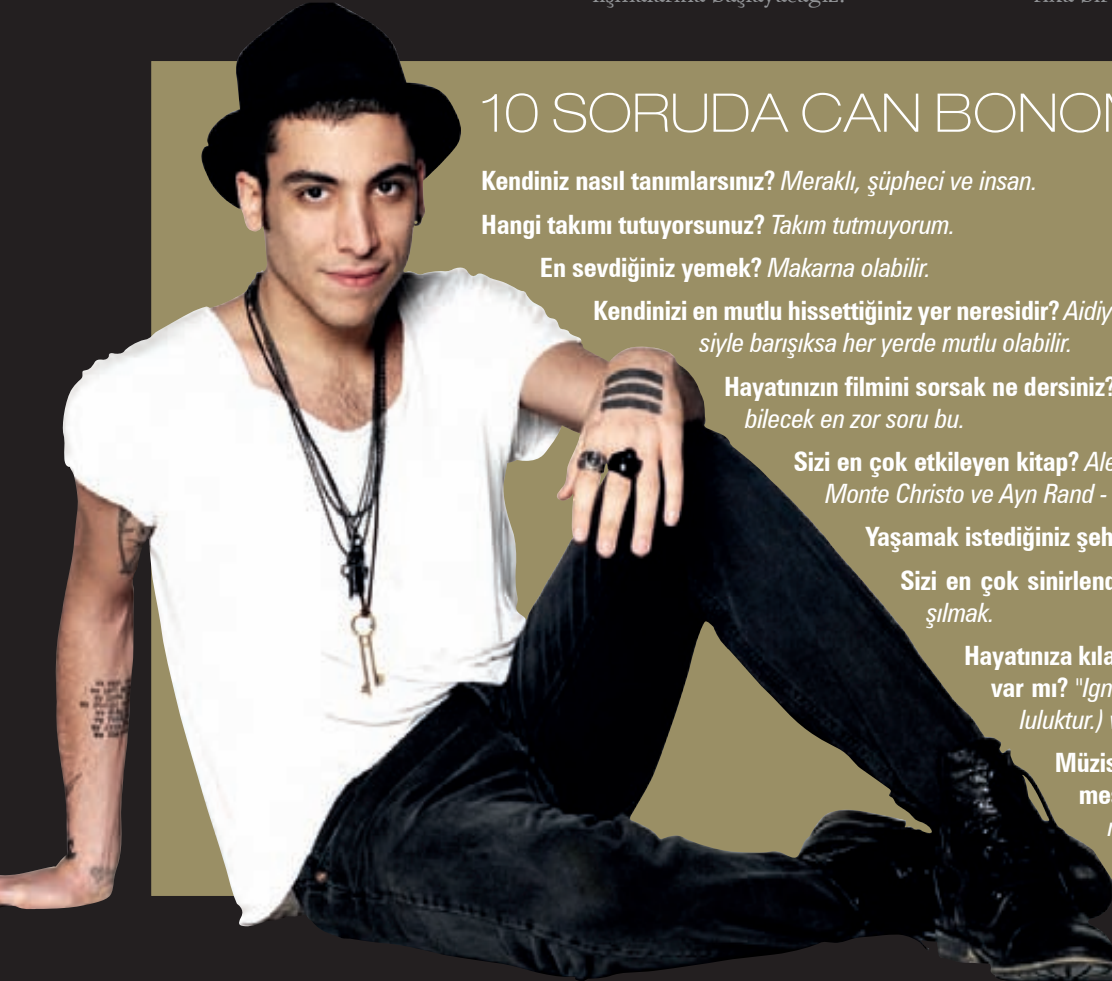 10 SORUDA CAN BONOM
Kendiniz nasıl tanımlarsınız? Meraklı, şüpheci ve insan.
Hangi takımı tutuyorsunuz? Takım tutmuyorum.
En sevdiğiniz yemek? Makarna olabilir.
Kendinizi en mutlu hissettiğiniz yer neresidir? Aidiy
siyle barışıksa her yerde mutlu olabilir.
Hayatınızın filmini sorsak ne dersiniz?
bilecek en zor soru bu.
Sizi en çok etkileyen kitap? Ale
Monte Christo ve Ayn Rand -
Yaşamak istediğiniz şeh
Sizi en çok sinirlend
şılmak.
Hayatınıza kıla
var mı? "Ign
luluktur.)
Müzis
mes